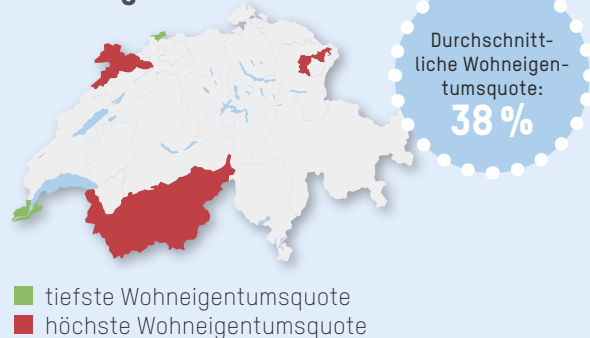 Durchschnitt-
liche Wohneigen-
tumsquote:
38 %
tiefste Wohneigentumsquote
höchste Wohneigentumsquote